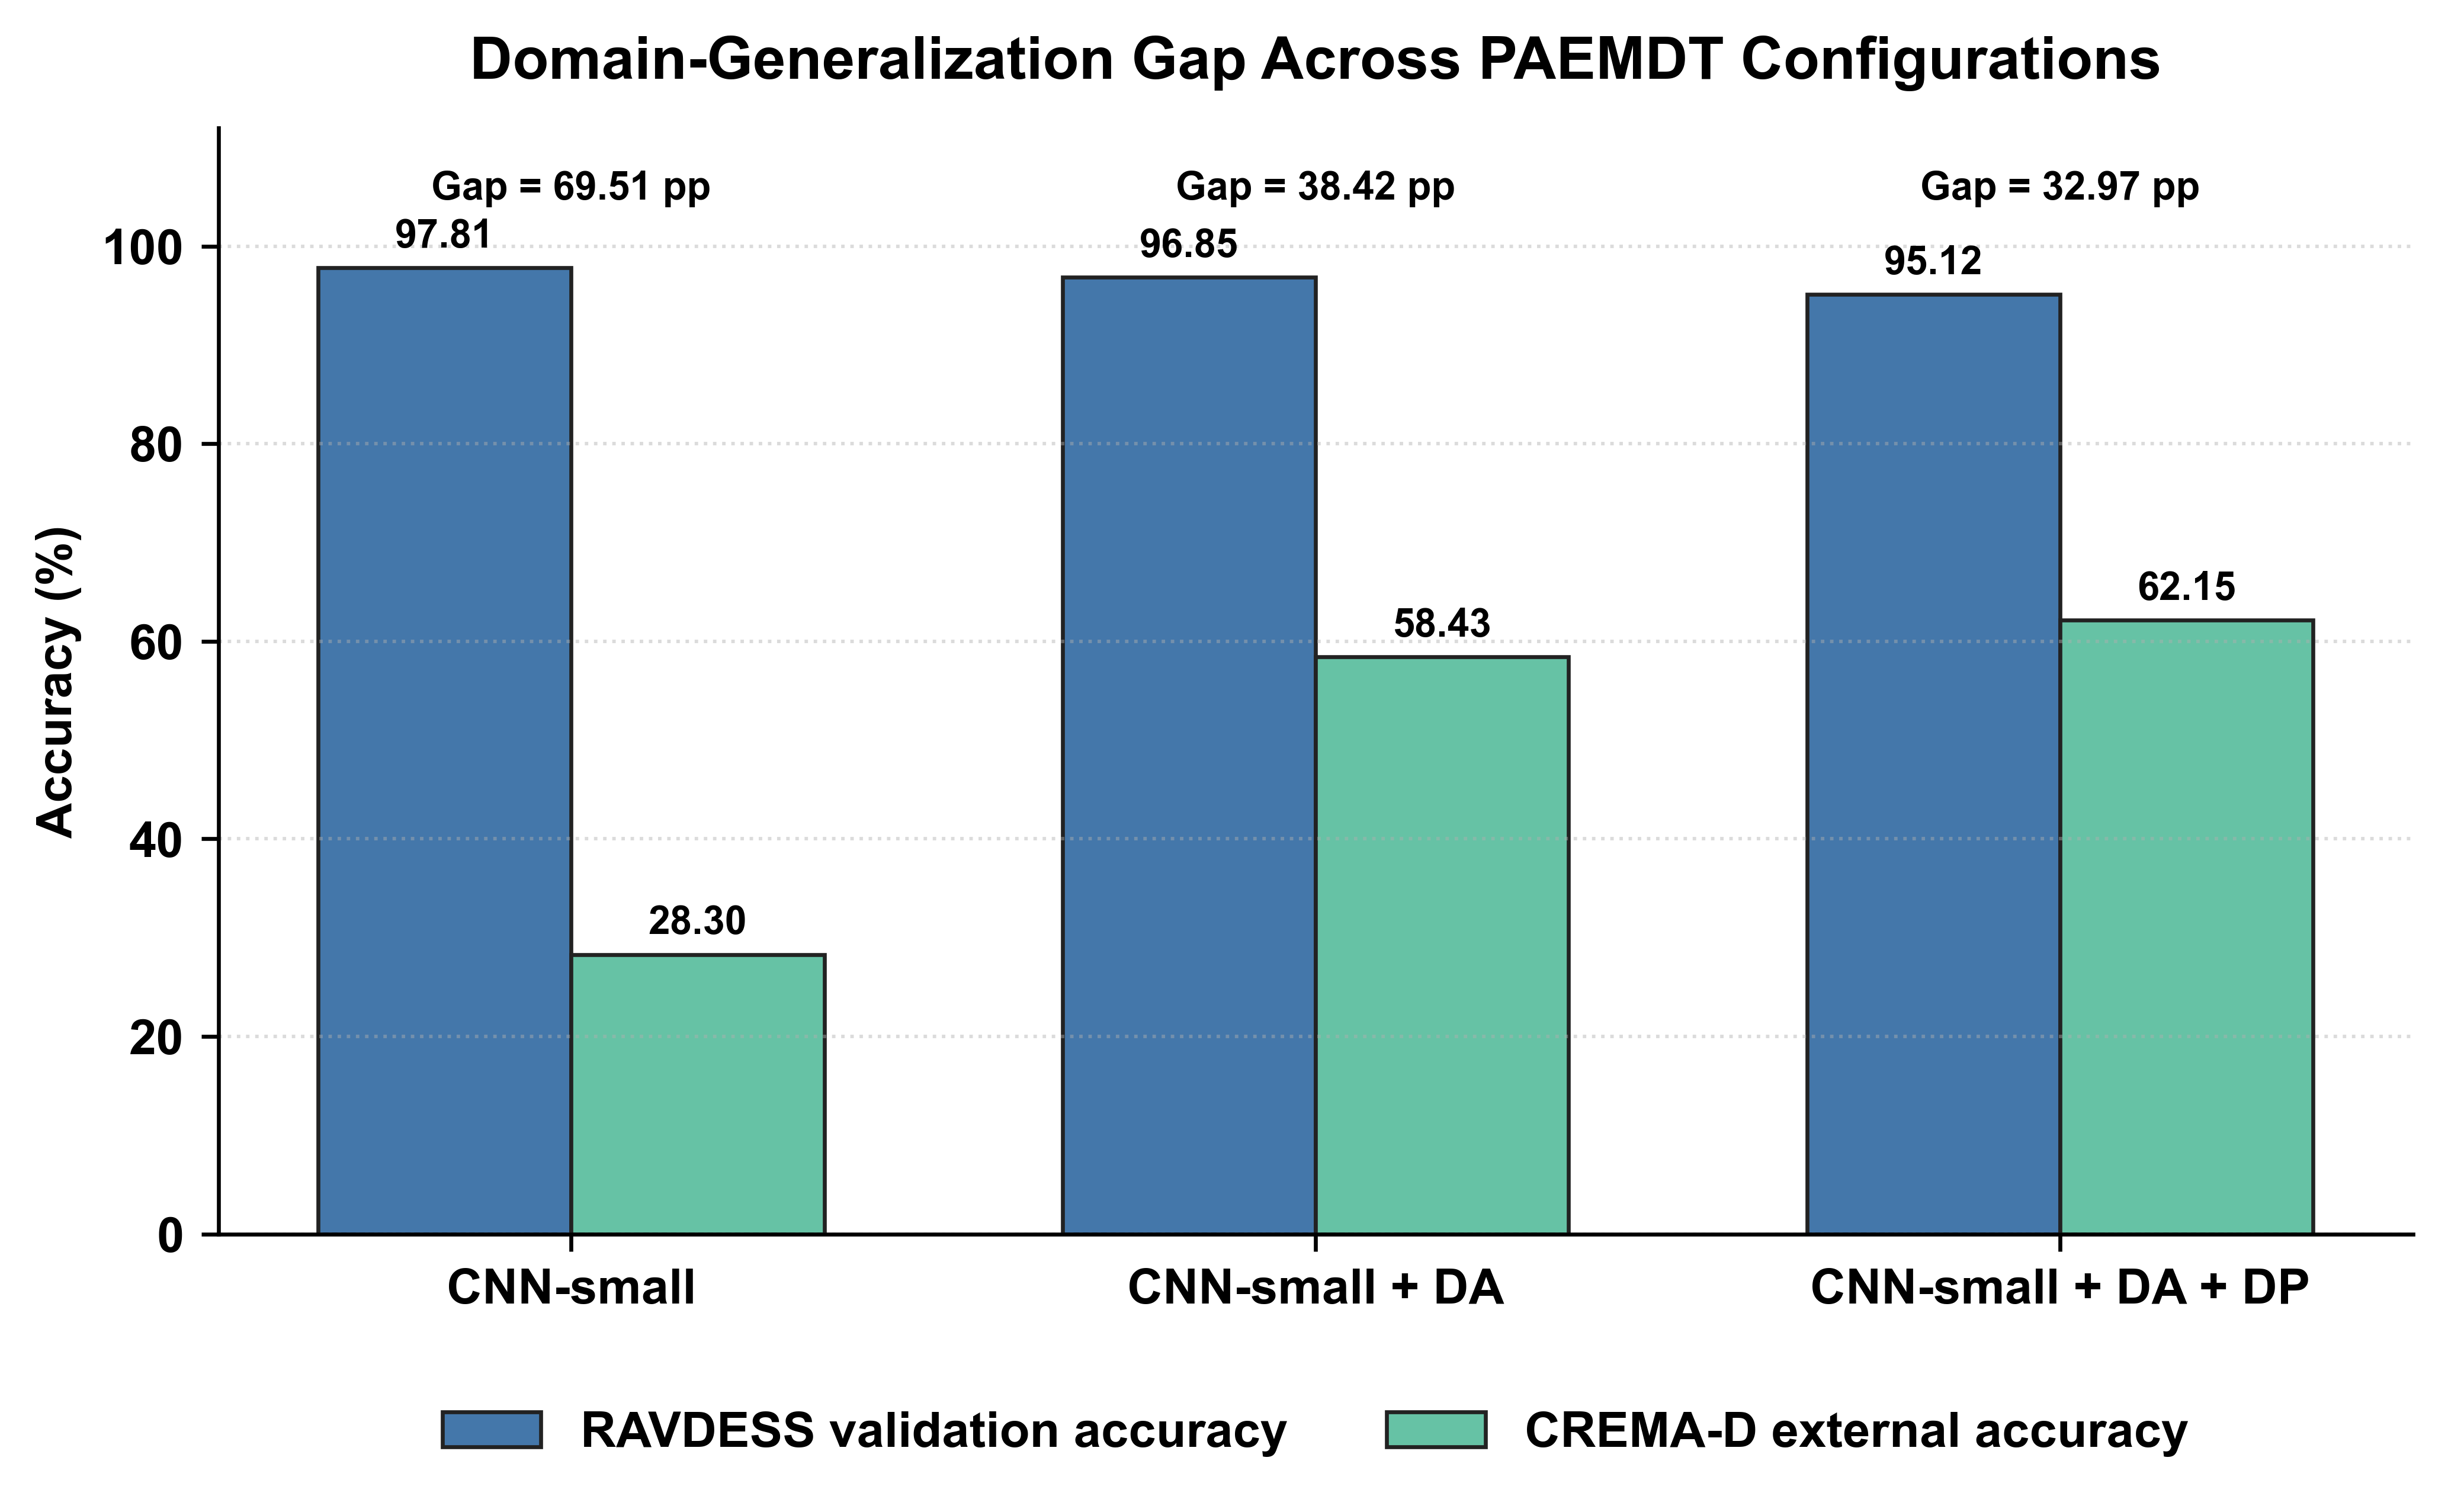 Domain-Generalization Gap Across PAEMDT Configurations
Gap = 69.51 pp
Gap = 38.42 pp
Gap = 32.97 pp
97.81
96.85
95.12
28.30
58.43
62.15
Accuracy (%)
100
80
60
40
20
0
CNN-small
CNN-small + DA
CNN-small + DA + DP
RAVDESS validation accuracy
CREMA-D external accuracy